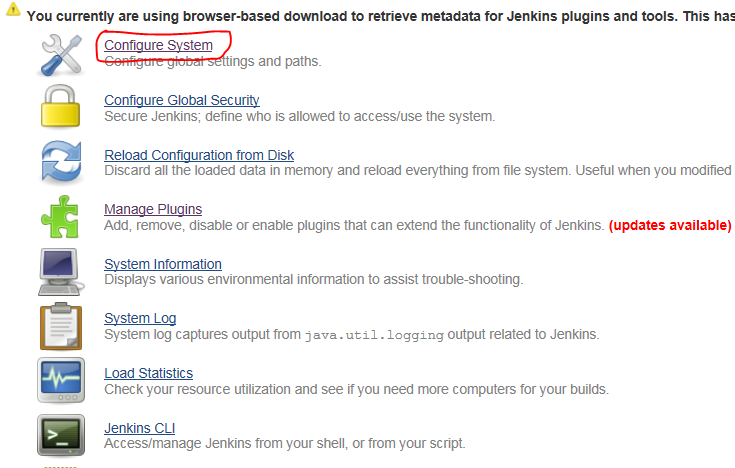 You currently are using browser-based download to retrieve metadata for Jenkins plugins and tools. This has
Configure System
Configure global settings and paths.
Configure Global Security
Secure Jenkins; define who is allowed to access/use the system.
Reload Configuration from Disk
Discard all the loaded data in memory and reload everything from file system. Useful when you modified
Manage Plugins
Add, remove, disable or enable plugins that can extend the functionality of Jenkins. (updates available)
System Information
Displays various environmental information to assist trouble-shooting.
System Log
System log captures output from java.util.logging output related to Jenkins.
Load Statistics
Check your resource utilization and see if you need more computers for your builds.
Jenkins CLI
Access/manage Jenkins from your shell, or from your script.